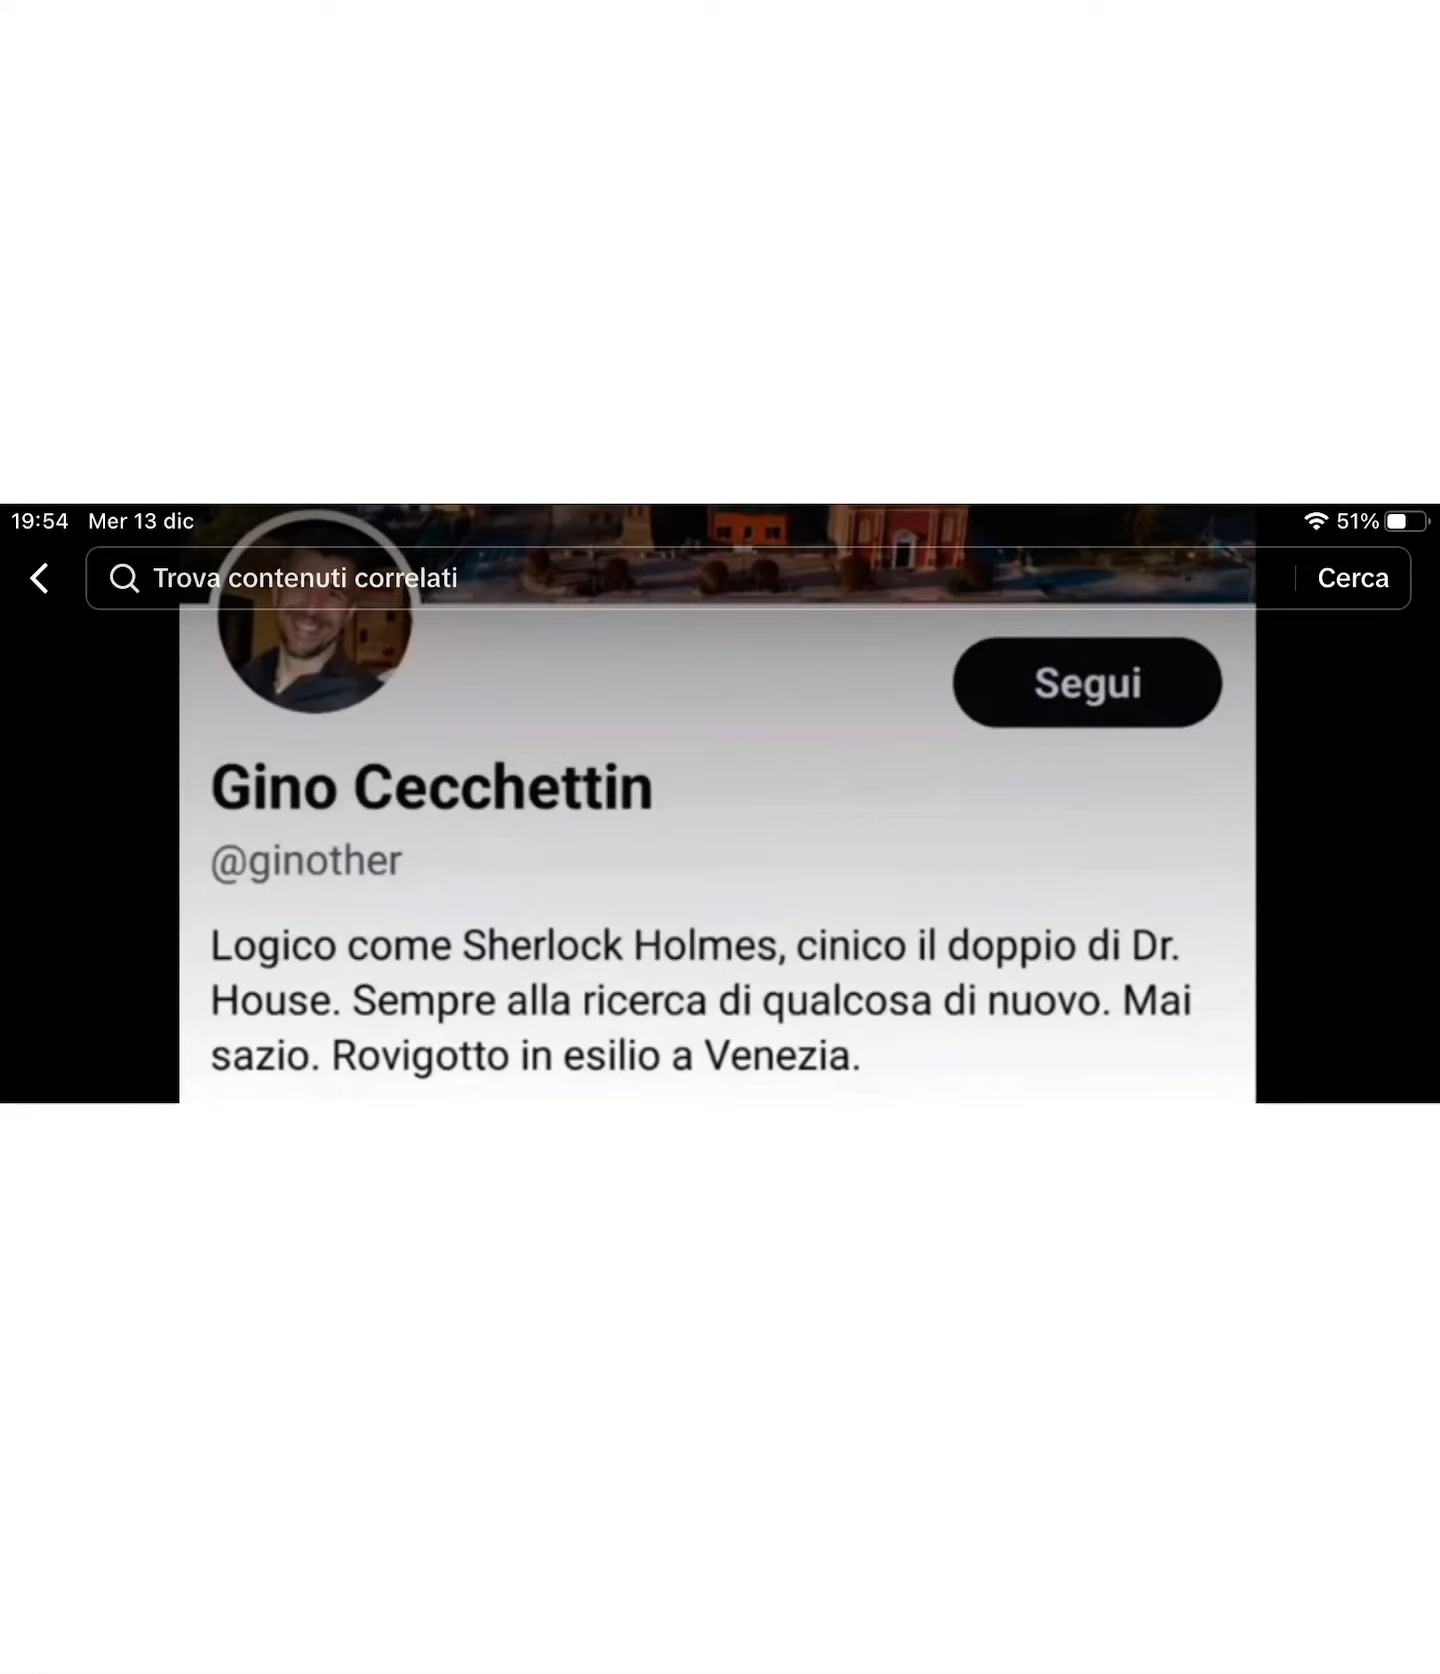 19:54 Mer 13 dic 51%
Trova contenuti correlati Cerca
Segui
Gino Cecchettin
@ginother
Logico come Sherlock Holmes, cinico il doppio di Dr.
House. Sempre alla ricerca di qualcosa di nuovo. Mai
sazio. Rovigotto in esilio a Venezia.